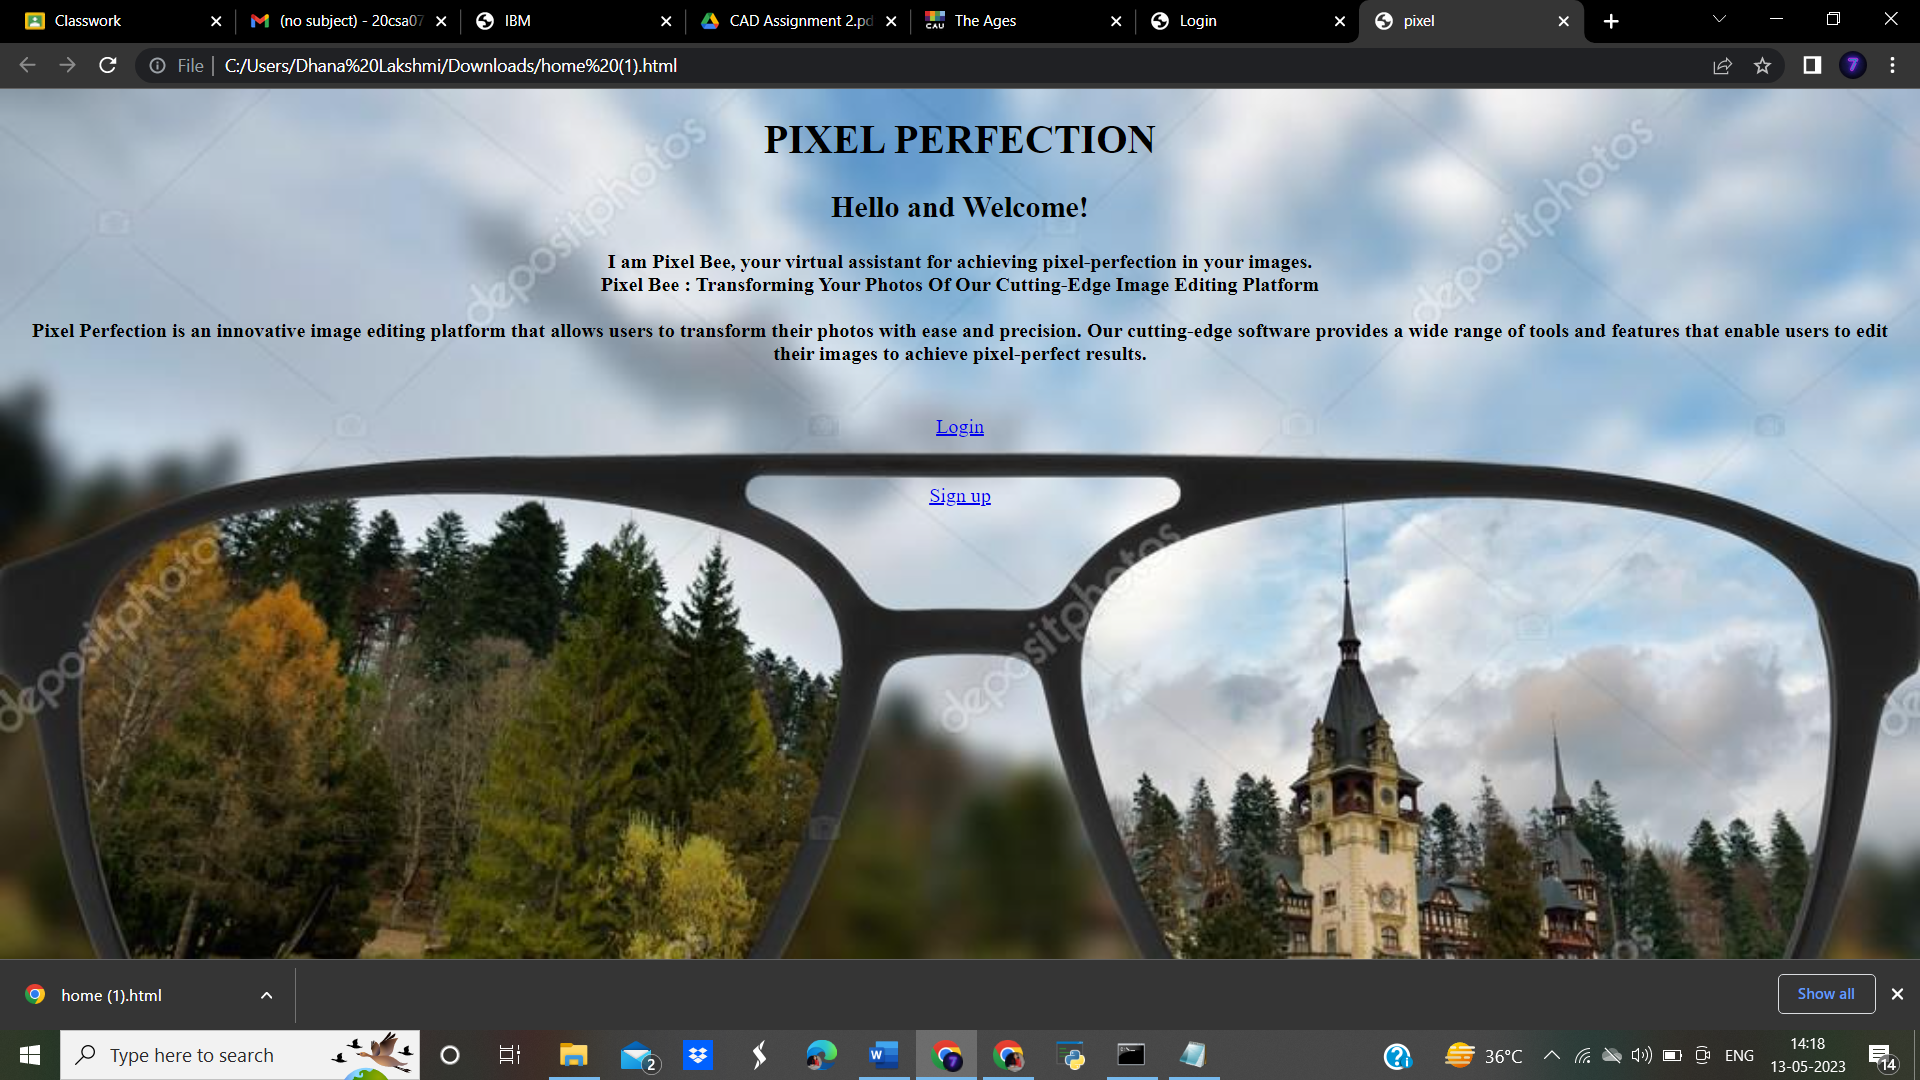 Classwork
(no subject) - 20csa07
IBM
CAD Assignment 2.pd
CAU
The Ages
Login
pixel
File
C:/Users/Dhana%20Lakshmi/Downloads/home%20(1).html
7
PIXEL PERFECTION
Hello and Welcome!
I am Pixel Bee, your virtual assistant for achieving pixel-perfection in your images.
Pixel Bee : Transforming Your Photos Of Our Cutting-Edge Image Editing Platform
Pixel Perfection is an innovative image editing platform that allows users to transform their photos with ease and precision. Our cutting-edge software provides a wide range of tools and features that enable users to edit
their images to achieve pixel-perfect results.
Login
Sign up
depositphotos
depositphotos
depositphotos
depositphotos
home (1).html
Show all
Type here to search
2
W
7
36°C
ENG
14:18
13-05-2023
14